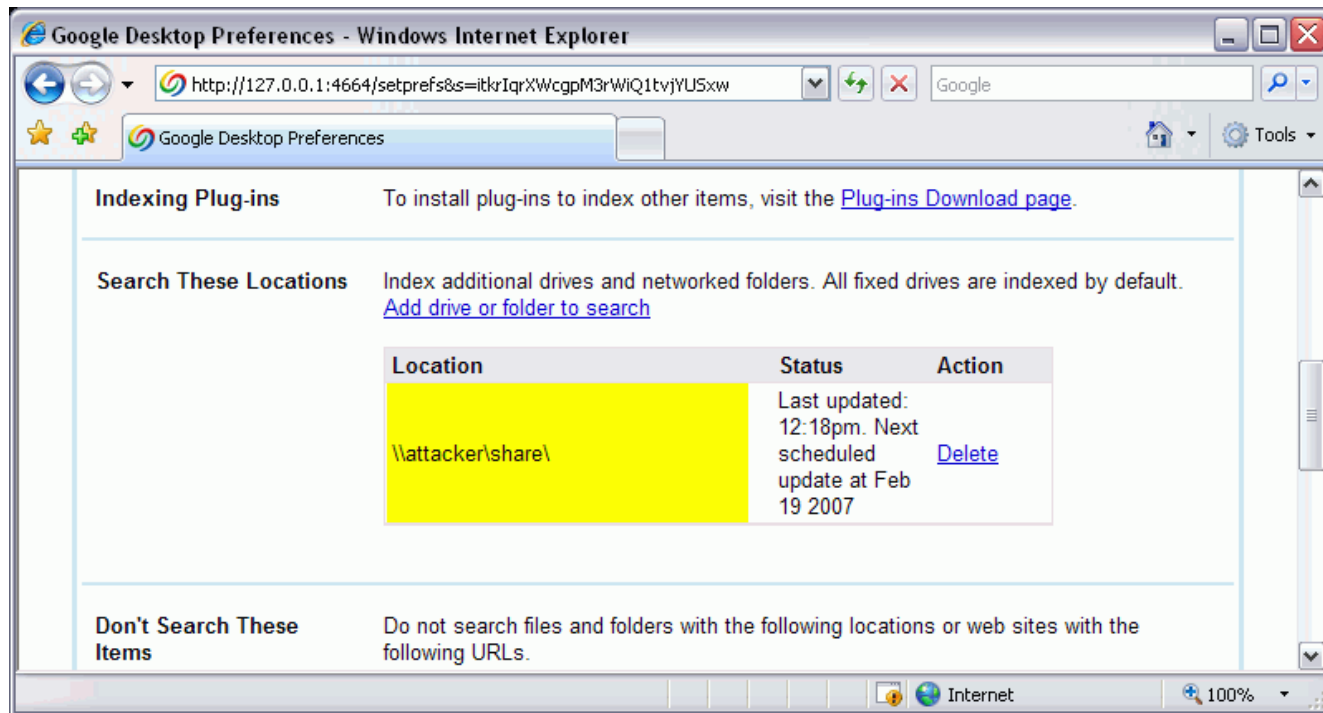 Google Desktop Preferences - Windows Internet Explorer
http://127.0.0.1:4664/setprefs&s=itkrIqrXWcgpM3rWiQ1tvjYU5xw
Google
Google Desktop Preferences
Tools
Indexing Plug-ins
To install plug-ins to index other items, visit the Plug-ins Download page.
Search These Locations
Index additional drives and networked folders. All fixed drives are indexed by default.
Add drive or folder to search
Location Status Action
\\attacker\share\
Last updated:
12:18pm. Next
scheduled
update at Feb
19 2007
Delete
Don't Search These
Items
Do not search files and folders with the following locations or web sites with the
following URLs.
Internet
100%